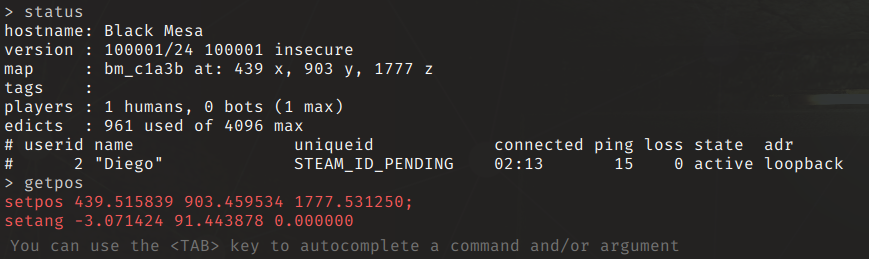 > status
hostname: Black Mesa
version : 100001/24 100001 insecure
map     : bm_c1a3b at: 439 x, 903 y, 1777 z
tags    :
players : 1 humans, 0 bots (1 max)
edicts  : 961 used of 4096 max
# userid name                uniqueid            connected ping loss state  adr
#      2 "Diego"             STEAM_ID_PENDING    02:13       15    0 active loopback
> getpos
setpos 439.515839 903.459534 1777.531250;
setang -3.071424 91.443878 0.000000
You can use the <TAB> key to autocomplete a command and/or argument